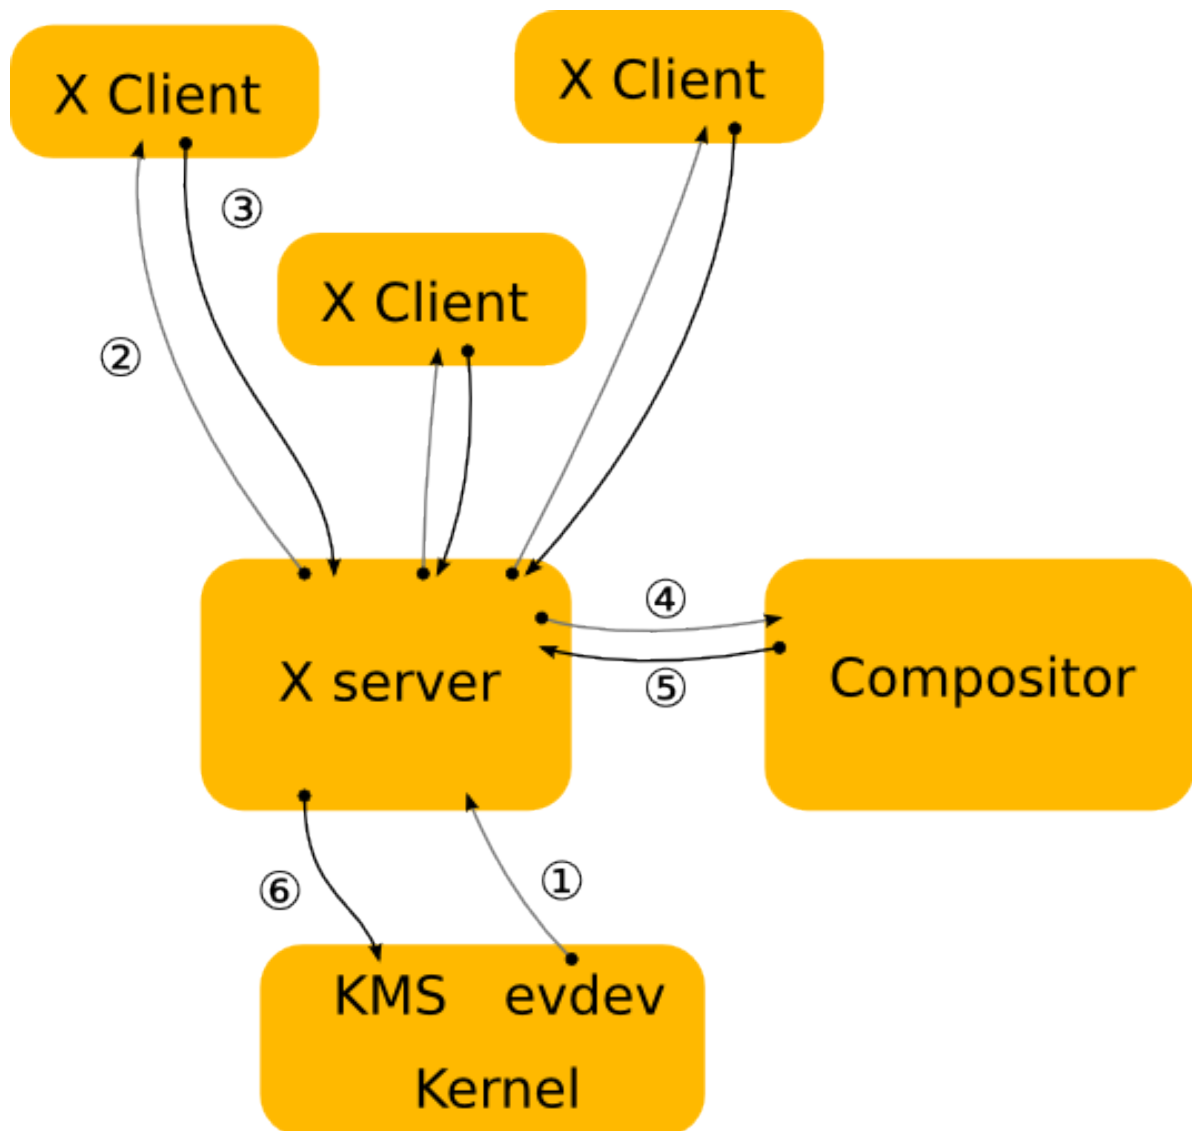 X Client
X Client
③
X Client
②
④
X server
Compositor
⑤
⑥
①
KMS evdev
Kernel